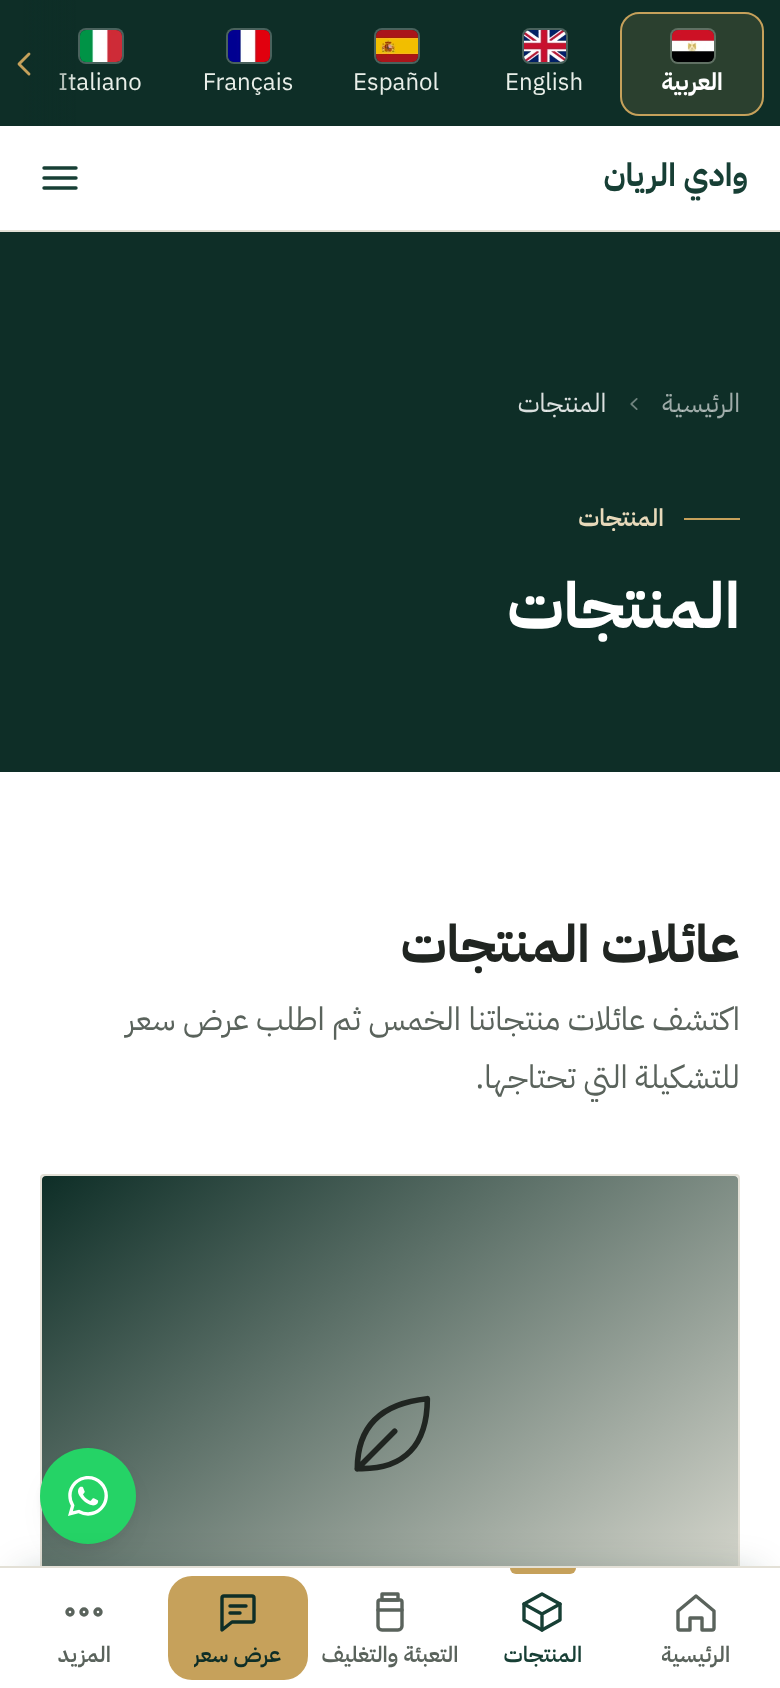 العربية
English
Español
Français
Italiano
وادي الريان
الرئيسية
المنتجات
المنتجات
المنتجات
عائلات المنتجات
اكتشف عائلات منتجاتنا الخمس ثم اطلب عرض سعر
للتشكيلة التي تحتاجها.
الرئيسية
المنتجات
التعبئة والتغليف
عرض سعر
المزيد